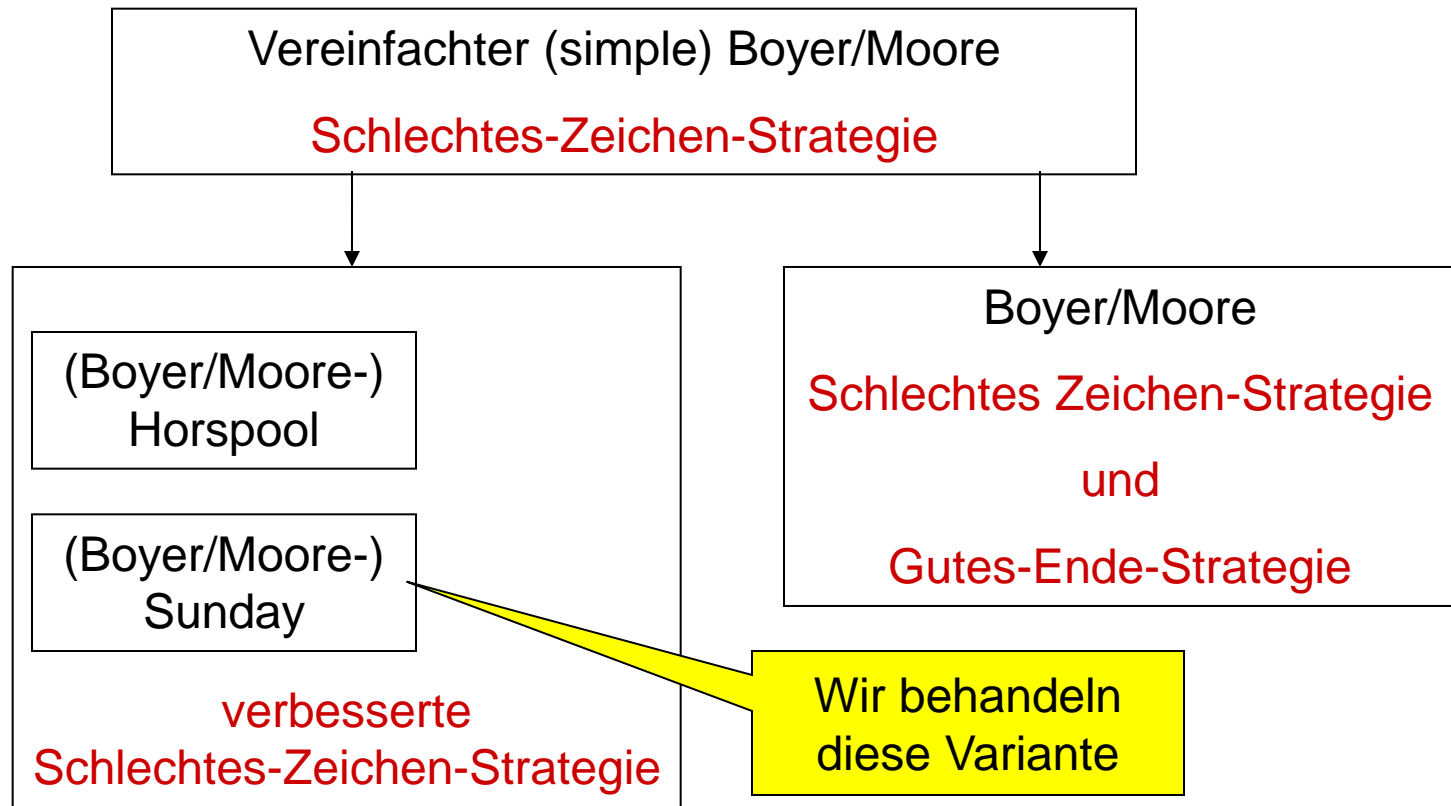 Vereinfachter (simple) Boyer/Moore
Schlechtes-Zeichen-Strategie
(Boyer/Moore-)
Horspool
(Boyer/Moore-)
Sunday
verbesserte
Schlechtes-Zeichen-Strategie
Boyer/Moore
Schlechtes Zeichen-Strategie
und
Gutes-Ende-Strategie
Wir behandeln
diese Variante